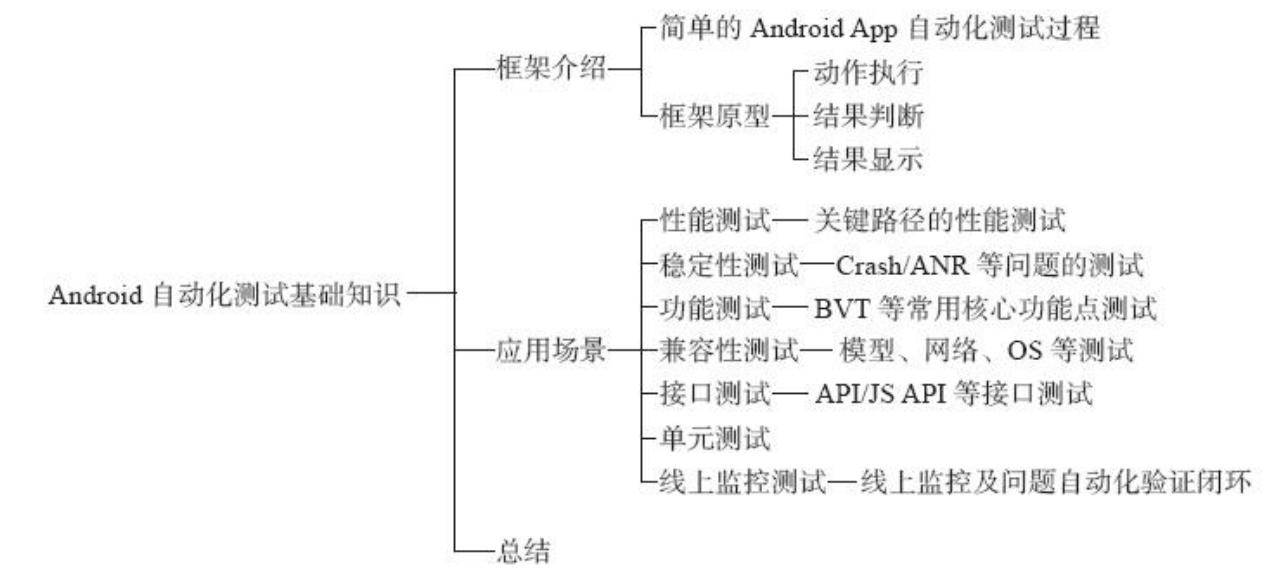 简单的 Android App 自动化测试过程
框架介绍
动作执行
框架原型
结果判断
结果显示
性能测试
关键路径的性能测试
稳定性测试
Crash/ANR 等问题的测试
Android 自动化测试基础知识
功能测试
BVT 等常用核心功能点测试
应用场景
兼容性测试
模型、网络、OS 等测试
接口测试
API/JS API 等接口测试
单元测试
线上监控测试
线上监控及问题自动化验证闭环
总结